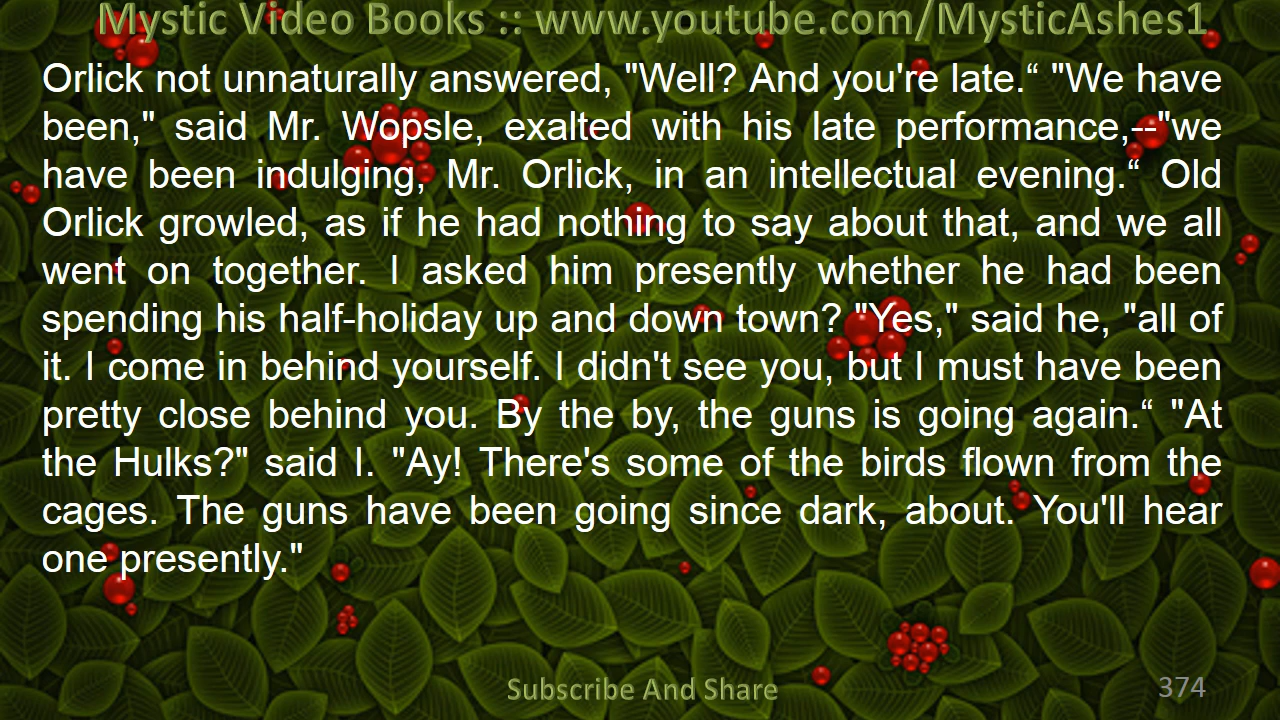 Mystic Video Books :: www.youtube.com/MysticAshes1
Orlick not unnaturally answered, "Well? And you're late.“ "We have
been," said Mr. Wopsle, exalted with his late performance,--"we
have been indulging, Mr. Orlick, in an intellectual evening.“ Old
Orlick growled, as if he had nothing to say about that, and we all
went on together. I asked him presently whether he had been
spending his half-holiday up and down town? "Yes," said he, "all of
it. I come in behind yourself. I didn't see you, but I must have been
pretty close behind you. By the by, the guns is going again.“ "At
the Hulks?" said I. "Ay! There's some of the birds flown from the
cages. The guns have been going since dark, about. You'll hear
one presently."
Subscribe And Share
374